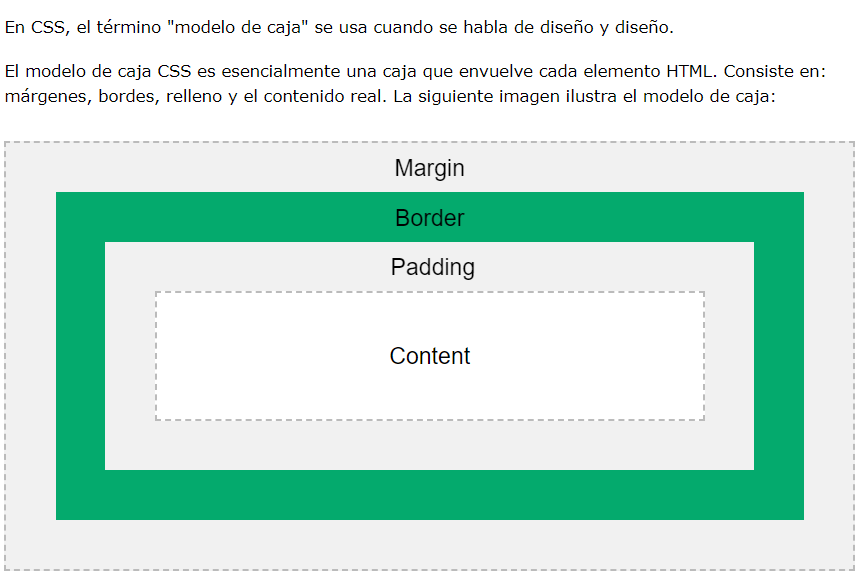 En CSS, el término "modelo de caja" se usa cuando se habla de diseño y diseño.
El modelo de caja CSS es esencialmente una caja que envuelve cada elemento HTML. Consiste en:
márgenes, bordes, relleno y el contenido real. La siguiente imagen ilustra el modelo de caja:
Margin
Border
Padding
Content